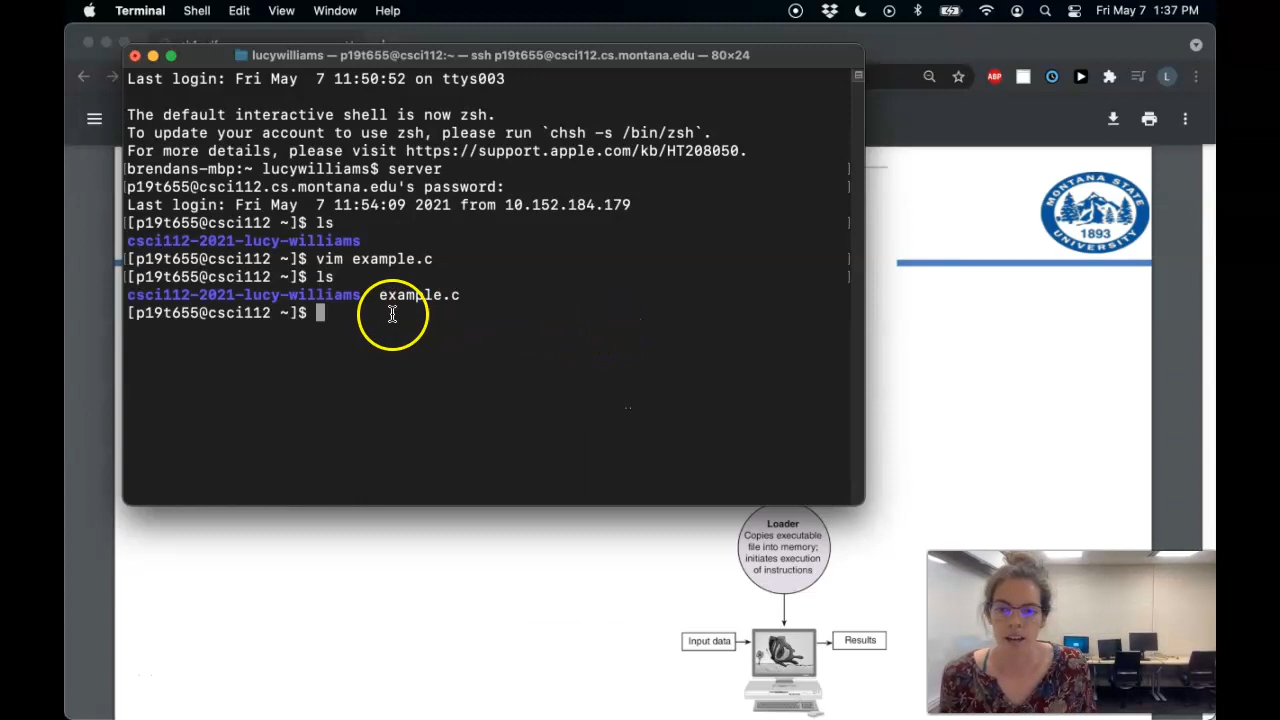 Terminal Shell Edit View Window Help Fri May 7 1:37 PM
lucywilliams — p19t655@csci112:~ — ssh p19t655@csci112.cs.montana.edu — 80×24
Last login: Fri May  7 11:50:52 on ttys003
The default interactive shell is now zsh.
To update your account to use zsh, please run `chsh -s /bin/zsh`.
For more details, please visit https://support.apple.com/kb/HT208050.
[brendans-mbp:~ lucywilliams$ server ]
[p19t655@csci112.cs.montana.edu's password: ]
Last login: Fri May  7 11:54:09 2021 from 10.152.184.179
[[p19t655@csci112 ~]$ ls ]
csci112-2021-lucy-williams
[[p19t655@csci112 ~]$ vim example.c ]
[[p19t655@csci112 ~]$ ls ]
csci112-2021-lucy-williams  example.c
[p19t655@csci112 ~]$
ABP
L
MONTANA STATE
UNIVERSITY
1893
Loader
Copies executable
file into memory;
initiates execution
of instructions
Input data
Results